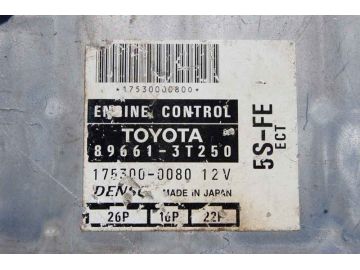 *17530000800*
ENGINE CONTROL
TOYOTA
89661-3T250
175300-0080 12V
DENSO MADE IN JAPAN
26P 16P 22P
5S-FE
ECT